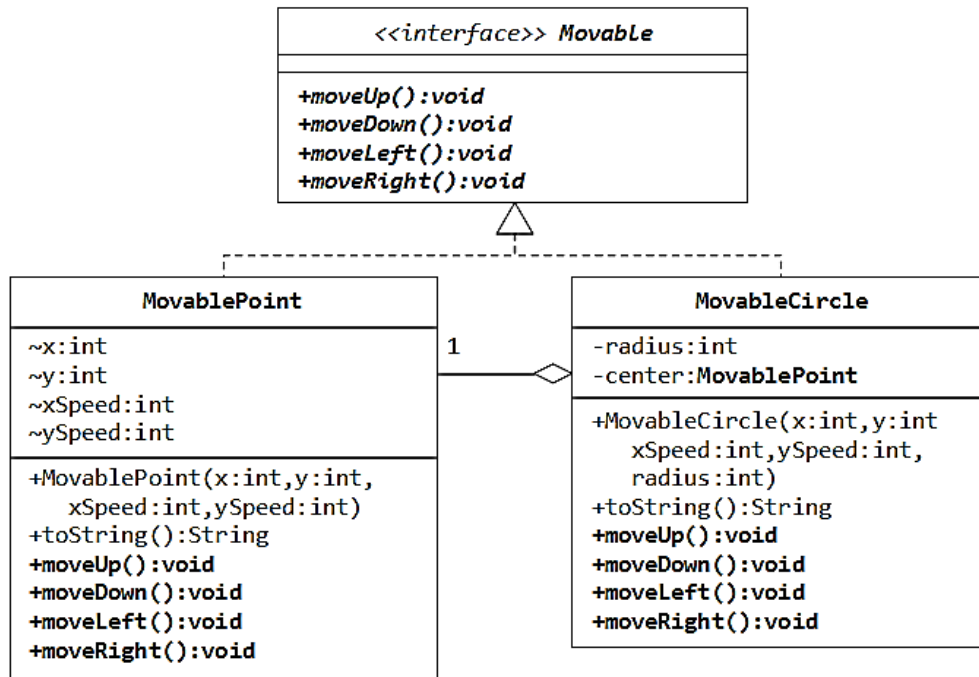 <<interface>> Movable
+moveUp():void
+moveDown():void
+moveLeft():void
+moveRight():void
MovablePoint
~x:int
~y:int
~xSpeed:int
~ySpeed:int
+MovablePoint(x:int,y:int,
xSpeed:int,ySpeed:int)
+toString():String
+moveUp():void
+moveDown():void
+moveLeft():void
+moveRight():void
1
MovableCircle
-radius:int
-center:MovablePoint
+MovableCircle(x:int,y:int
xSpeed:int,ySpeed:int,
radius:int)
+toString():String
+moveUp():void
+moveDown():void
+moveLeft():void
+moveRight():void